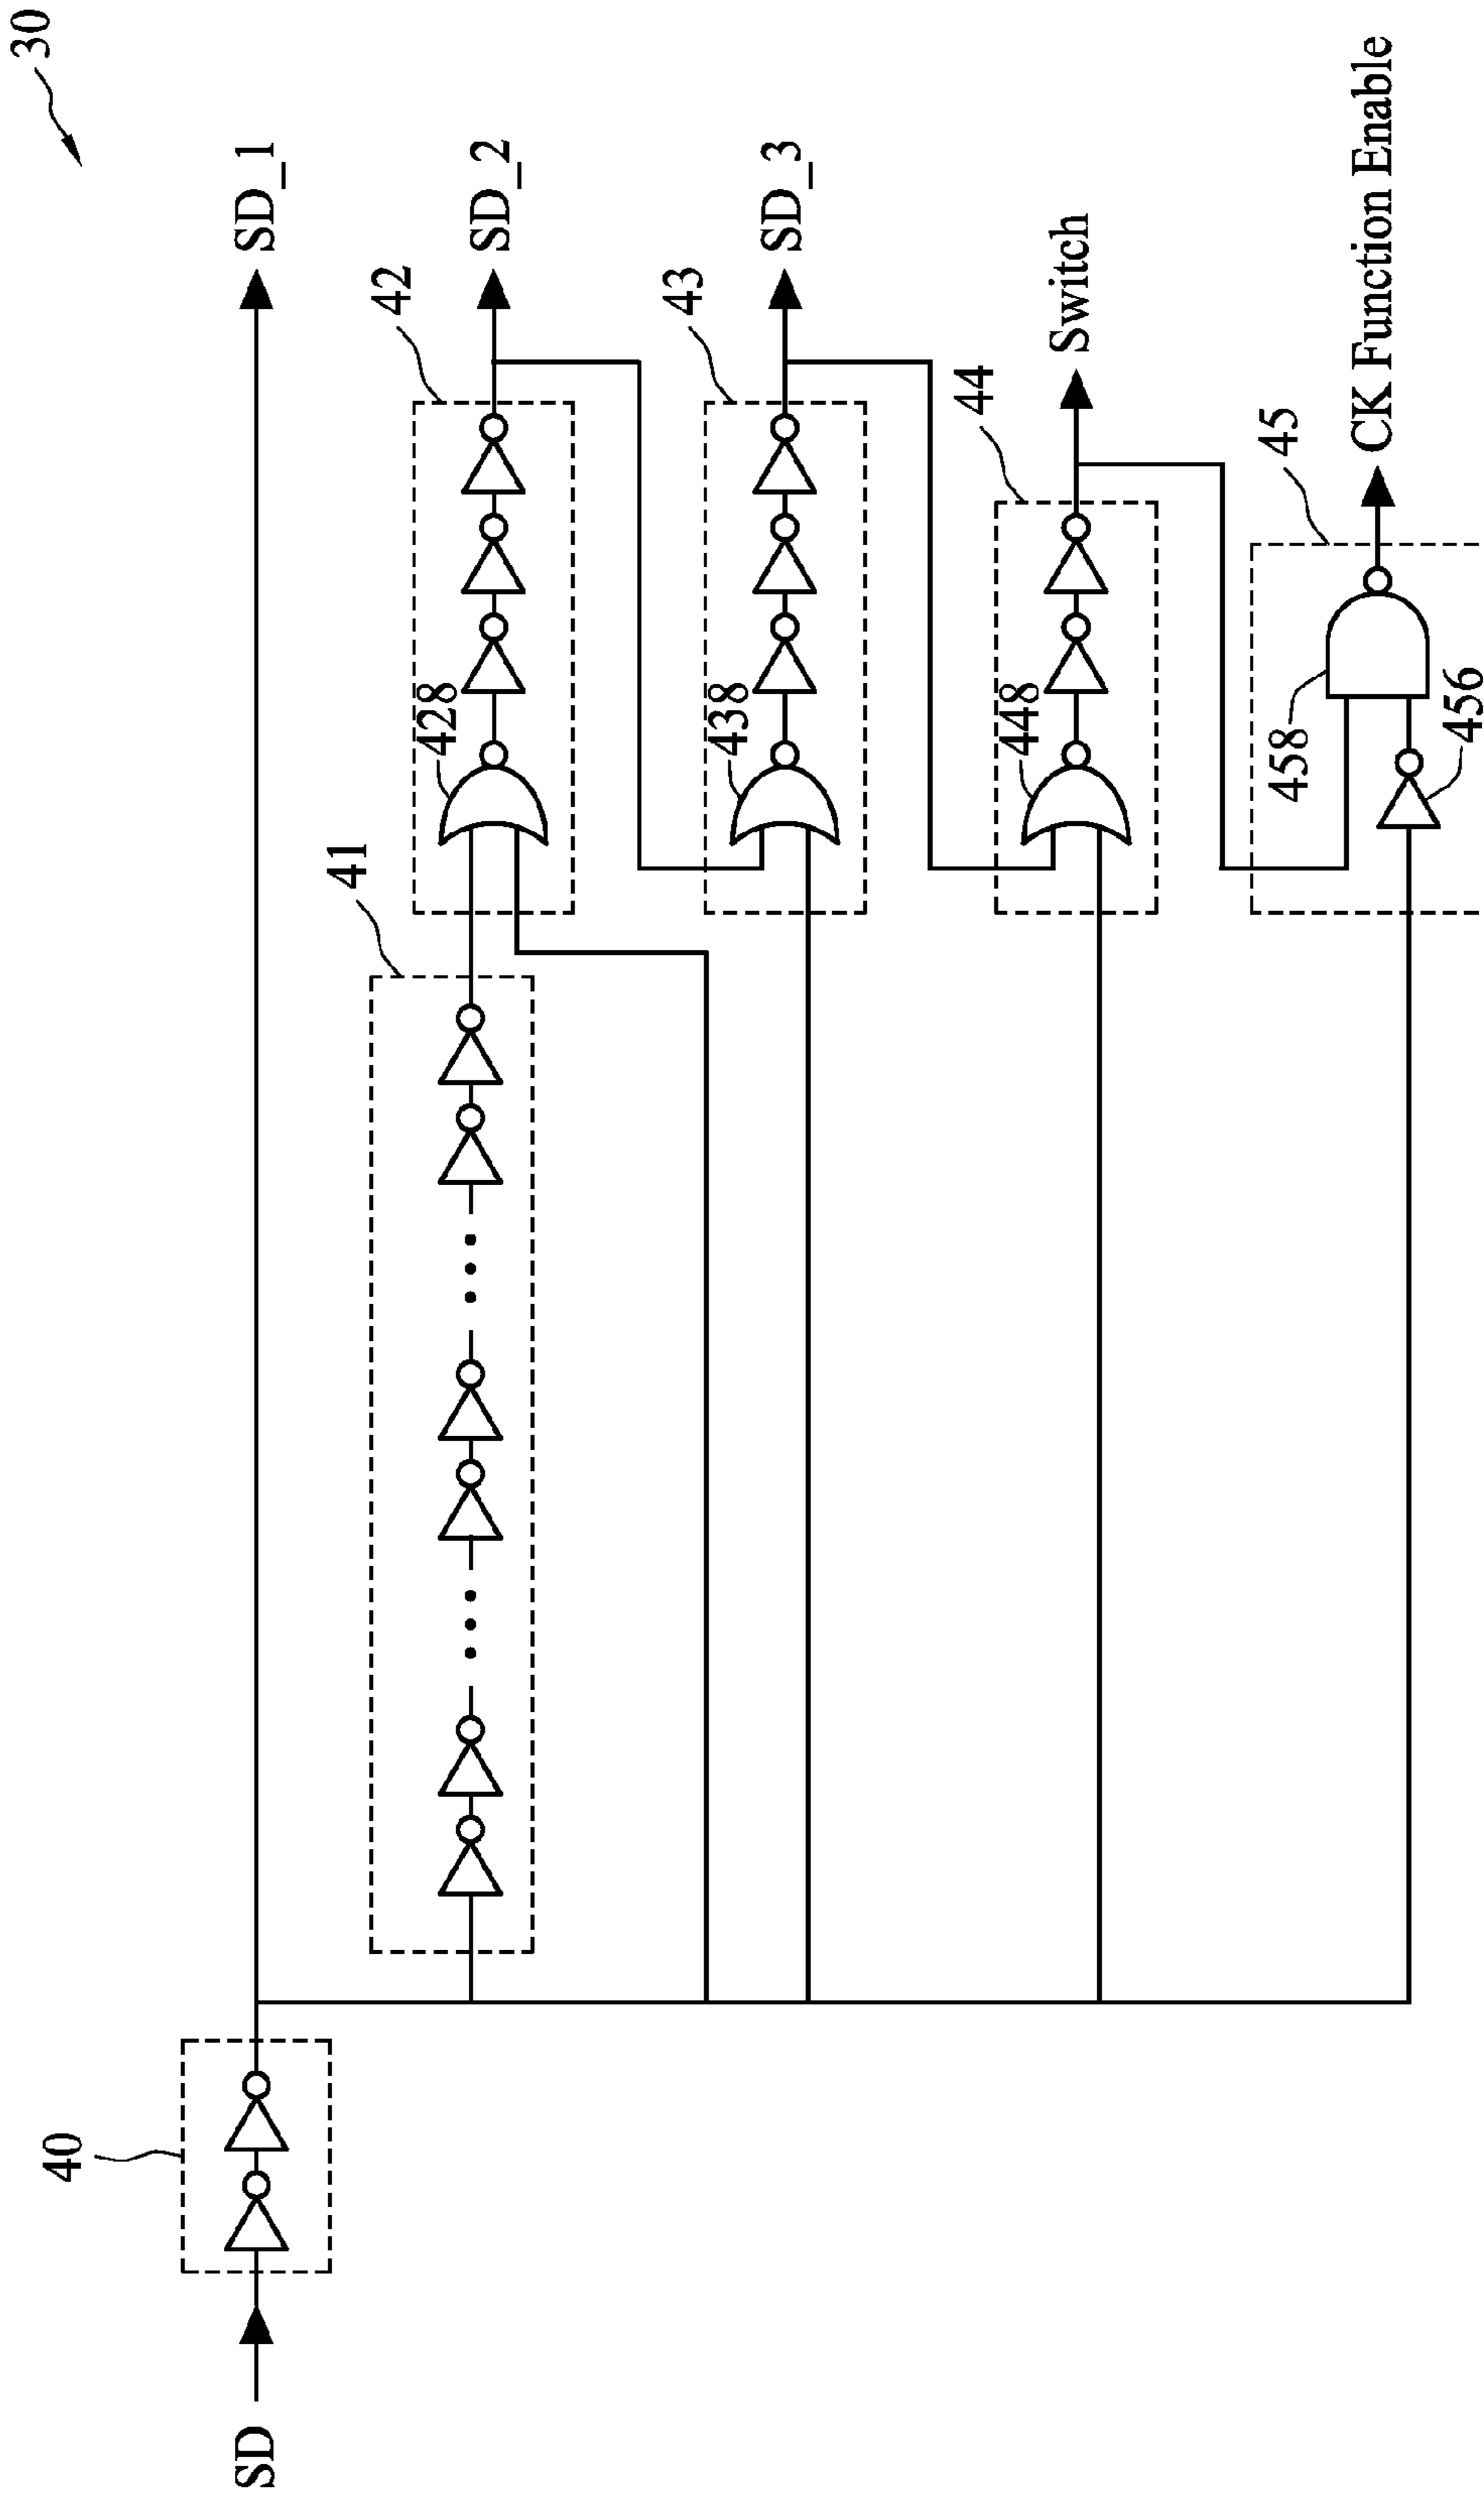 30
SD
40
SD_1
41
42
428
SD_2
43
438
SD_3
44
448
Switch
45
458
456
CK Function Enable